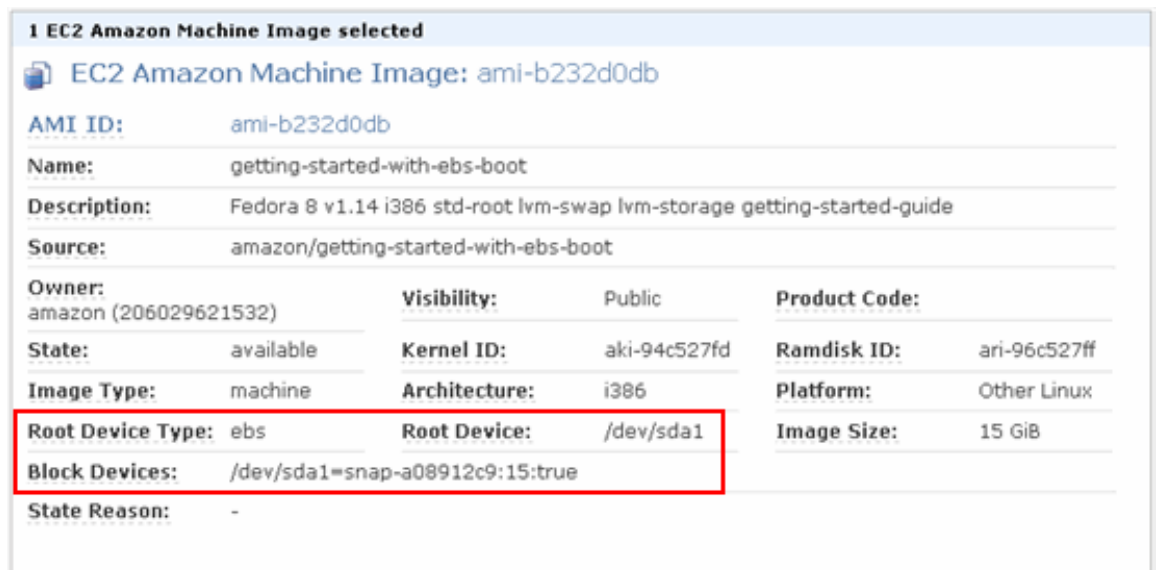 1 EC2 Amazon Machine Image selected
EC2 Amazon Machine Image: ami-b232d0db
AMI ID: ami-b232d0db
Name: getting-started-with-ebs-boot
Description: Fedora 8 v1.14 i386 std-root lvm-swap lvm-storage getting-started-guide
Source: amazon/getting-started-with-ebs-boot
Owner:
amazon (206029621532)
Visibility: Public
Product Code:
State: available Kernel ID: aki-94c527fd Ramdisk ID: ari-96c527ff
Image Type: machine Architecture: i386 Platform: Other Linux
Root Device Type: ebs Root Device: /dev/sda1 Image Size: 15 GiB
Block Devices: /dev/sda1=snap-a08912c9:15:true
State Reason: -